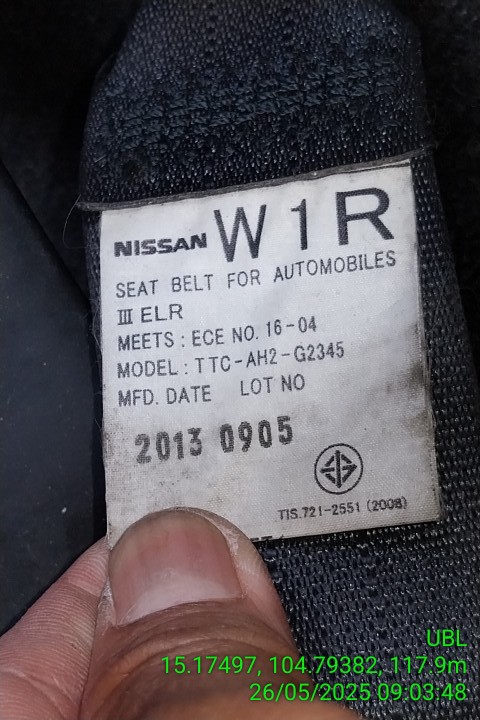 NISSAN W1R
SEAT BELT FOR AUTOMOBILES
III ELR
MEETS : ECE NO. 16-04
MODEL : TTC-AH2-G2345
MFD. DATE LOT NO
2013 0905
TIS.721-2551 (2008)
UBL
15.17497, 104.79382, 117.9m
26/05/2025 09:03:48